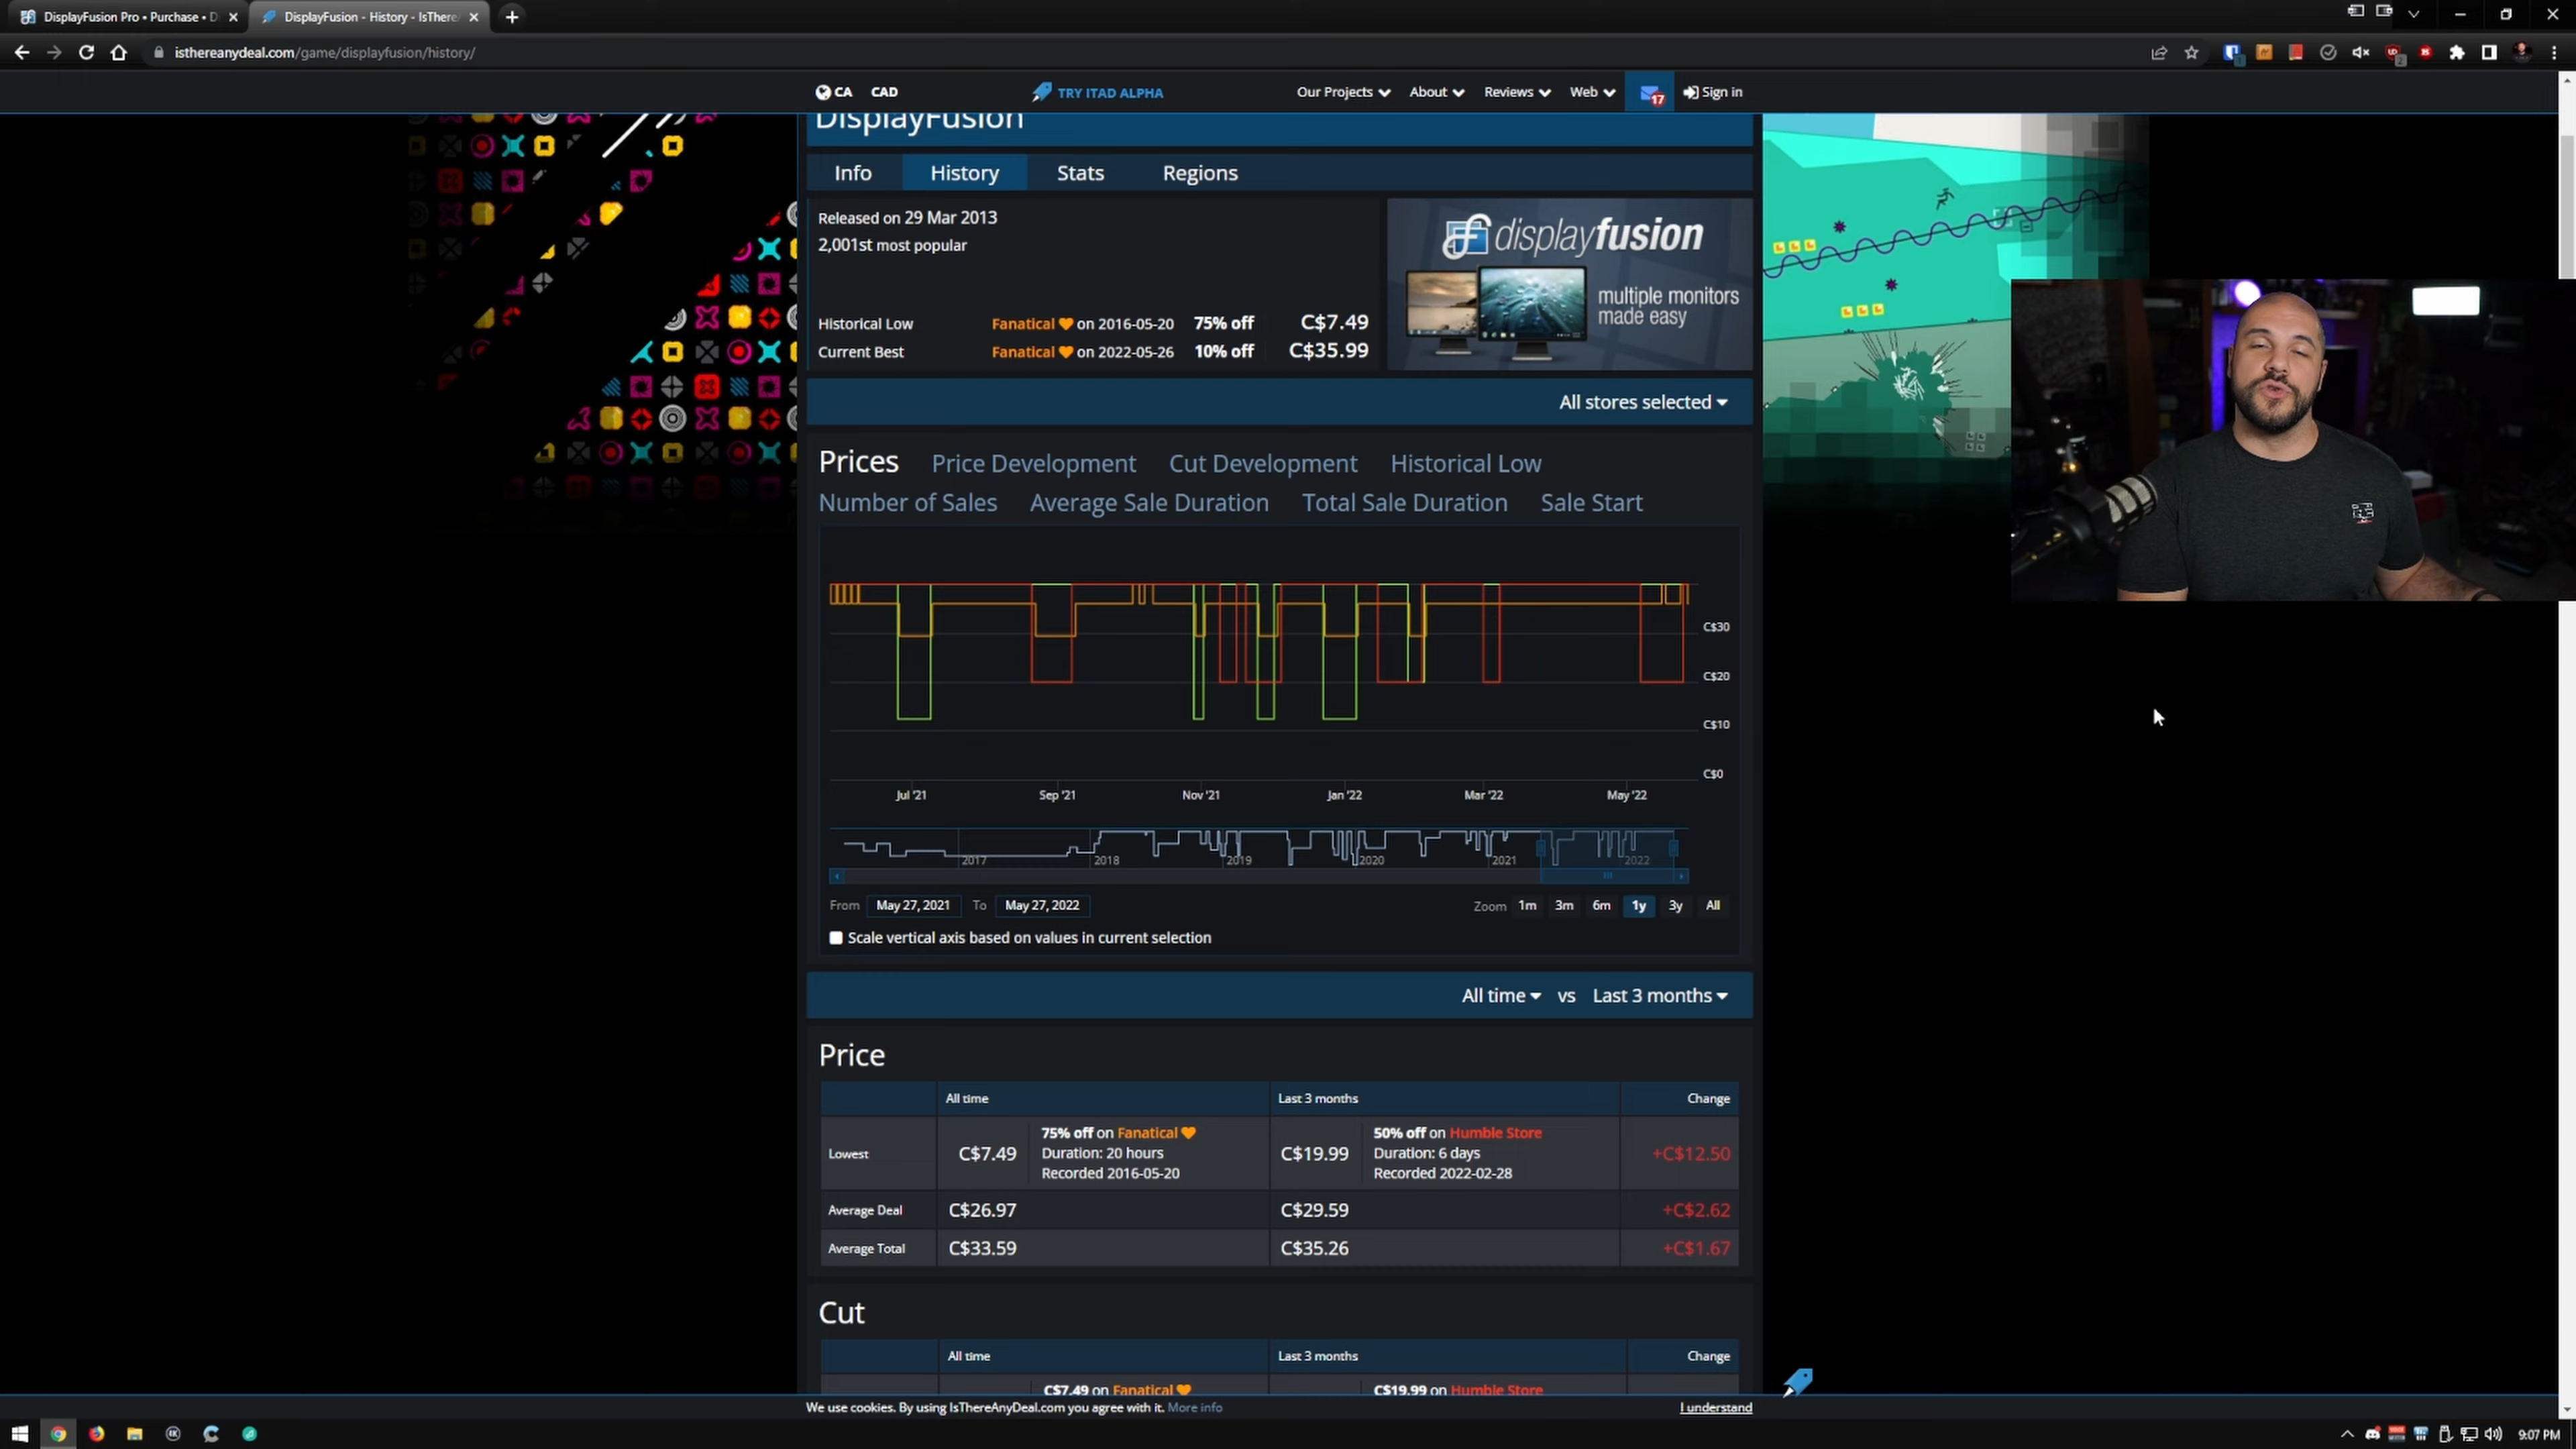 DisplayFusion Pro • Purchase • D
DisplayFusion - History - IsThere
isthereanydeal.com/game/displayfusion/history/
CA CAD TRY ITAD ALPHA Our Projects About Reviews Web 17 Sign in
DisplayFusion
Info History Stats Regions
Released on 29 Mar 2013
2,001st most popular
Historical Low Fanatical on 2016-05-20 75% off C$7.49
Current Best Fanatical on 2022-05-26 10% off C$35.99
displayfusion
multiple monitors
made easy
All stores selected
Prices Price Development Cut Development Historical Low
Number of Sales Average Sale Duration Total Sale Duration Sale Start
C$30
C$20
C$10
C$0
Jul '21 Sep '21 Nov '21 Jan '22 Mar '22 May '22
2017 2018 2019 2020 2021 2022
From May 27, 2021 To May 27, 2022 Zoom 1m 3m 6m 1y 3y All
Scale vertical axis based on values in current selection
All time vs Last 3 months
Price
All time Last 3 months Change
Lowest C$7.49 75% off on Fanatical
Duration: 20 hours
Recorded 2016-05-20
C$19.99 50% off on Humble Store
Duration: 6 days
Recorded 2022-02-28
+C$12.50
Average Deal C$26.97 C$29.59 +C$2.62
Average Total C$33.59 C$35.26 +C$1.67
Cut
All time Last 3 months Change
C$7.49 on Fanatical C$19.99 on Humble Store
We use cookies. By using IsThereAnyDeal.com you agree with it. More info I understand
9:07 PM